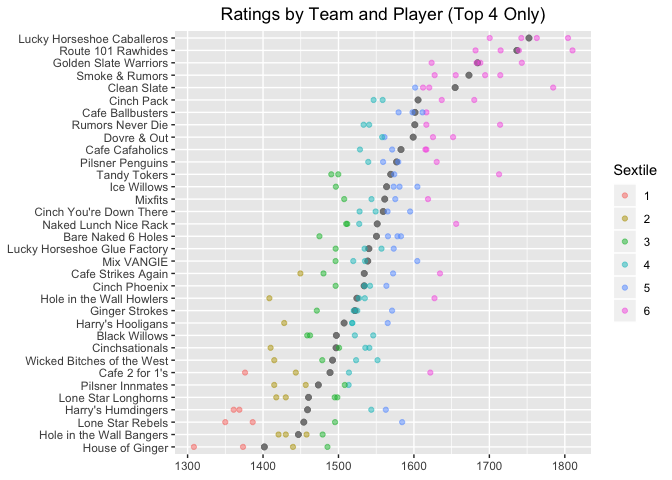 Ratings by Team and Player (Top 4 Only)
Lucky Horseshoe Caballeros
Route 101 Rawhides
Golden Slate Warriors
Smoke & Rumors
Clean Slate
Cinch Pack
Cafe Ballbusters
Rumors Never Die
Dovre & Out
Cafe Cafaholics
Pilsner Penguins
Tandy Tokers
Ice Willows
Mixfits
Cinch You're Down There
Naked Lunch Nice Rack
Bare Naked 6 Holes
Lucky Horseshoe Glue Factory
Mix VANGIE
Cafe Strikes Again
Cinch Phoenix
Hole in the Wall Howlers
Ginger Strokes
Harry's Hooligans
Black Willows
Cinchsationals
Wicked Bitches of the West
Cafe 2 for 1's
Pilsner Innmates
Lone Star Longhorns
Harry's Humdingers
Lone Star Rebels
Hole in the Wall Bangers
House of Ginger
1300 1400 1500 1600 1700 1800
Sextile
1
2
3
4
5
6